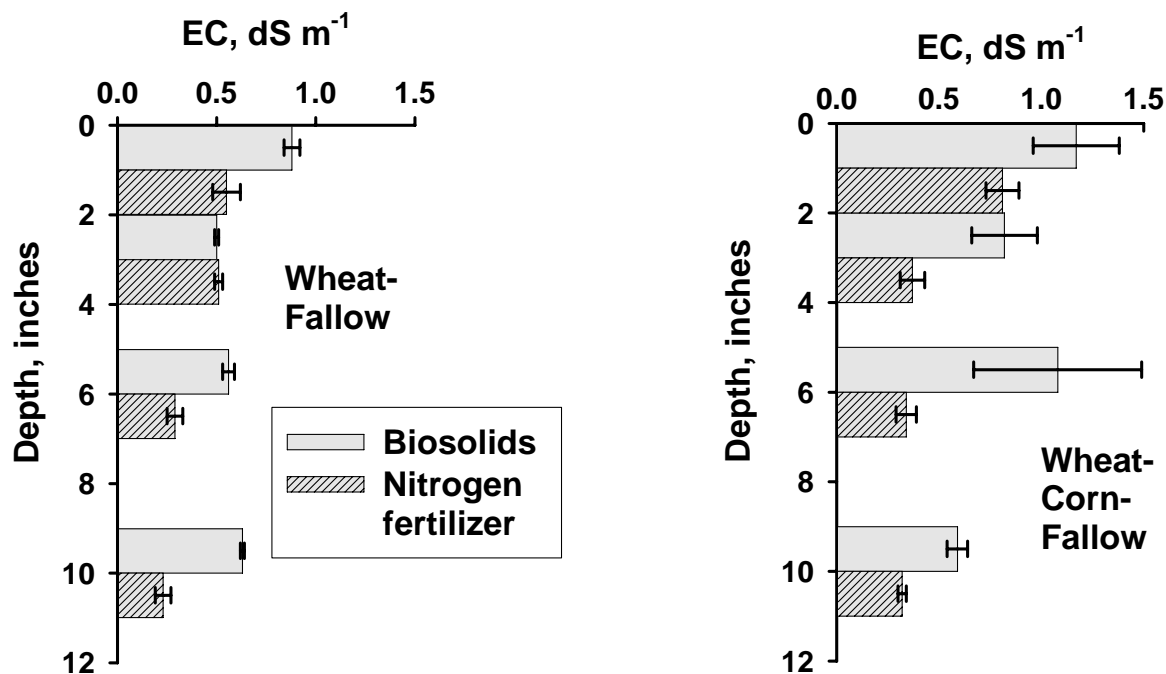 EC, dS m⁻¹
0.0 0.5 1.0 1.5
0
2
4
6
8
10
12
Depth, inches
Wheat-
Fallow
Biosolids
Nitrogen
fertilizer
EC, dS m⁻¹
0.0 0.5 1.0 1.5
0
2
4
6
8
10
12
Depth, inches
Wheat-
Corn-
Fallow